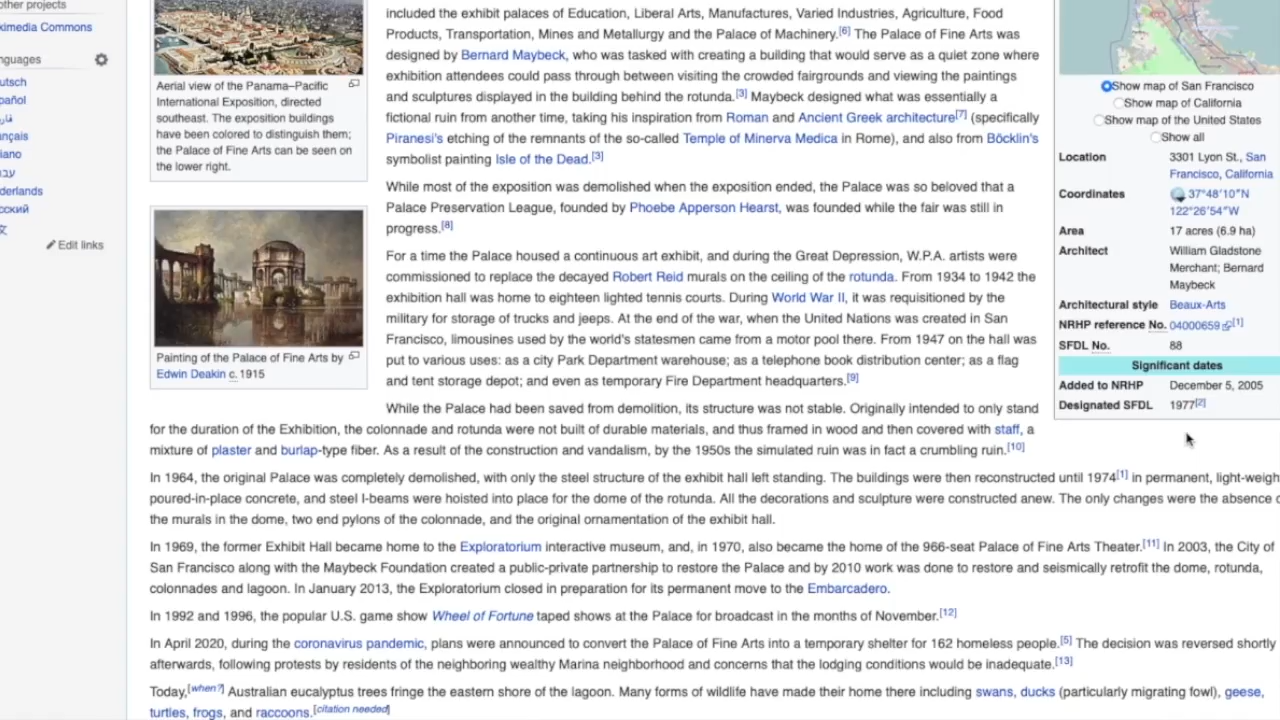 other projects
kimedia Commons
nguages
utsch
pañol
فار
ançais
liano
עבר
derlands
сский
文
Edit links
Aerial view of the Panama–Pacific
International Exposition, directed
southeast. The exposition buildings
have been colored to distinguish them;
the Palace of Fine Arts can be seen on
the lower right.
Painting of the Palace of Fine Arts by
Edwin Deakin c. 1915
included the exhibit palaces of Education, Liberal Arts, Manufactures, Varied Industries, Agriculture, Food
Products, Transportation, Mines and Metallurgy and the Palace of Machinery.[6] The Palace of Fine Arts was
designed by Bernard Maybeck, who was tasked with creating a building that would serve as a quiet zone where
exhibition attendees could pass through between visiting the crowded fairgrounds and viewing the paintings
and sculptures displayed in the building behind the rotunda.[3] Maybeck designed what was essentially a
fictional ruin from another time, taking his inspiration from Roman and Ancient Greek architecture[7] (specifically
Piranesi's etching of the remnants of the so-called Temple of Minerva Medica in Rome), and also from Böcklin's
symbolist painting Isle of the Dead.[3]
While most of the exposition was demolished when the exposition ended, the Palace was so beloved that a
Palace Preservation League, founded by Phoebe Apperson Hearst, was founded while the fair was still in
progress.[8]
For a time the Palace housed a continuous art exhibit, and during the Great Depression, W.P.A. artists were
commissioned to replace the decayed Robert Reid murals on the ceiling of the rotunda. From 1934 to 1942 the
exhibition hall was home to eighteen lighted tennis courts. During World War II, it was requisitioned by the
military for storage of trucks and jeeps. At the end of the war, when the United Nations was created in San
Francisco, limousines used by the world's statesmen came from a motor pool there. From 1947 on the hall was
put to various uses: as a city Park Department warehouse; as a telephone book distribution center; as a flag
and tent storage depot; and even as temporary Fire Department headquarters.[9]
While the Palace had been saved from demolition, its structure was not stable. Originally intended to only stand
for the duration of the Exhibition, the colonnade and rotunda were not built of durable materials, and thus framed in wood and then covered with staff, a
mixture of plaster and burlap-type fiber. As a result of the construction and vandalism, by the 1950s the simulated ruin was in fact a crumbling ruin.[10]
In 1964, the original Palace was completely demolished, with only the steel structure of the exhibit hall left standing. The buildings were then reconstructed until 1974[1] in permanent, light-weigh
poured-in-place concrete, and steel I-beams were hoisted into place for the dome of the rotunda. All the decorations and sculpture were constructed anew. The only changes were the absence o
the murals in the dome, two end pylons of the colonnade, and the original ornamentation of the exhibit hall.
In 1969, the former Exhibit Hall became home to the Exploratorium interactive museum, and, in 1970, also became the home of the 966-seat Palace of Fine Arts Theater.[11] In 2003, the City of
San Francisco along with the Maybeck Foundation created a public-private partnership to restore the Palace and by 2010 work was done to restore and seismically retrofit the dome, rotunda,
colonnades and lagoon. In January 2013, the Exploratorium closed in preparation for its permanent move to the Embarcadero.
In 1992 and 1996, the popular U.S. game show Wheel of Fortune taped shows at the Palace for broadcast in the months of November.[12]
In April 2020, during the coronavirus pandemic, plans were announced to convert the Palace of Fine Arts into a temporary shelter for 162 homeless people.[5] The decision was reversed shortly
afterwards, following protests by residents of the neighboring wealthy Marina neighborhood and concerns that the lodging conditions would be inadequate.[13]
Today,[when?] Australian eucalyptus trees fringe the eastern shore of the lagoon. Many forms of wildlife have made their home there including swans, ducks (particularly migrating fowl), geese,
turtles, frogs, and raccoons.[citation needed]
Show map of San Francisco
Show map of California
Show map of the United States
Show all
Location 3301 Lyon St., San
Francisco, California
Coordinates 37°48′10″N
122°26′54″W
Area 17 acres (6.9 ha)
Architect William Gladstone
Merchant; Bernard
Maybeck
Architectural style Beaux-Arts
NRHP reference No. 04000659[1]
SFDL No. 88
Significant dates
Added to NRHP December 5, 2005
Designated SFDL 1977[2]